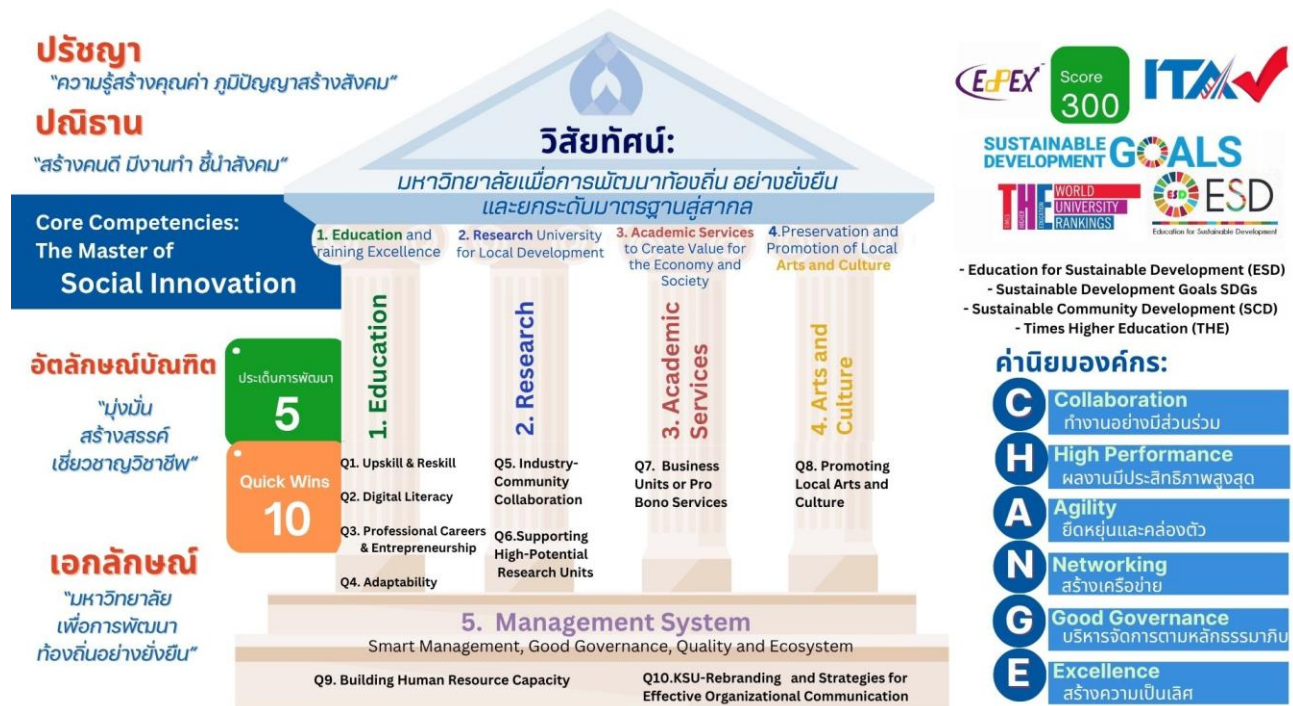 ปรัชญา
"ความรู้สร้างคุณค่า ภูมิปัญญาสร้างสังคม"
ปณิธาน
"สร้างคนดี มีงานทำ ชี้นำสังคม"
Core Competencies:
The Master of
Social Innovation
อัตลักษณ์บัณฑิต
"มุ่งมั่น
สร้างสรรค์
เชี่ยวชาญวิชาชีพ"
เอกลักษณ์
"มหาวิทยาลัย
เพื่อการพัฒนา
ท้องถิ่นอย่างยั่งยืน"
ประเด็นการพัฒนา
5
Quick Wins
10
วิสัยทัศน์:
มหาวิทยาลัยเพื่อการพัฒนาท้องถิ่น อย่างยั่งยืน
และยกระดับมาตรฐานสู่สากล
1. Education and
Training Excellence
2. Research University
for Local Development
3. Academic Services
to Create Value for
the Economy and
Society
4.Preservation and
Promotion of Local
Arts and Culture
1. Education
2. Research
3. Academic
Services
4. Arts and
Culture
Q1. Upskill & Reskill
Q2. Digital Literacy
Q3. Professional Careers
& Entrepreneurship
Q4. Adaptability
Q5. Industry-
Community
Collaboration
Q6.Supporting
High-Potential
Research Units
Q7. Business
Units or Pro
Bono Services
Q8. Promoting
Local Arts and
Culture
5. Management System
Smart Management, Good Governance, Quality and Ecosystem
Q9. Building Human Resource Capacity
Q10.KSU-Rebranding and Strategies for
Effective Organizational Communication
EdPEX
Score
300
ITA
SUSTAINABLE
DEVELOPMENT GOALS
THE
TIMES HIGHER EDUCATION
WORLD
UNIVERSITY
RANKINGS
ESD
ESD
Education for Sustainable Development
- Education for Sustainable Development (ESD)
- Sustainable Development Goals SDGs
- Sustainable Community Development (SCD)
- Times Higher Education (THE)
ค่านิยมองค์กร:
C Collaboration
ทำงานอย่างมีส่วนร่วม
H High Performance
ผลงานมีประสิทธิภาพสูงสุด
A Agility
ยืดหยุ่นและคล่องตัว
N Networking
สร้างเครือข่าย
G Good Governance
บริหารจัดการตามหลักธรรมาภิบ
E Excellence
สร้างความเป็นเลิศ